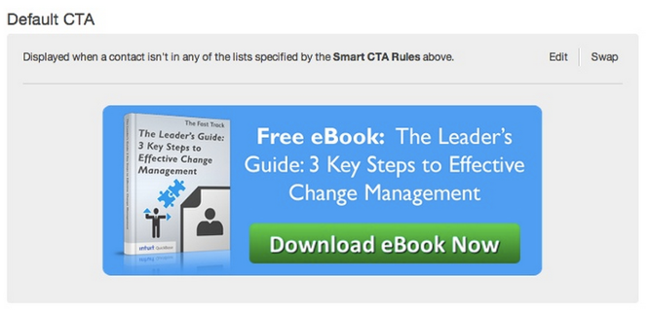 Default CTA
Displayed when a contact isn't in any of the lists specified by the Smart CTA Rules above.
Edit
Swap
The Fast Track
The Leader's Guide:
3 Key Steps to
Effective Change
Management
intuit QuickBase
Free eBook: The Leader's
Guide: 3 Key Steps to Effective
Change Management
Download eBook Now